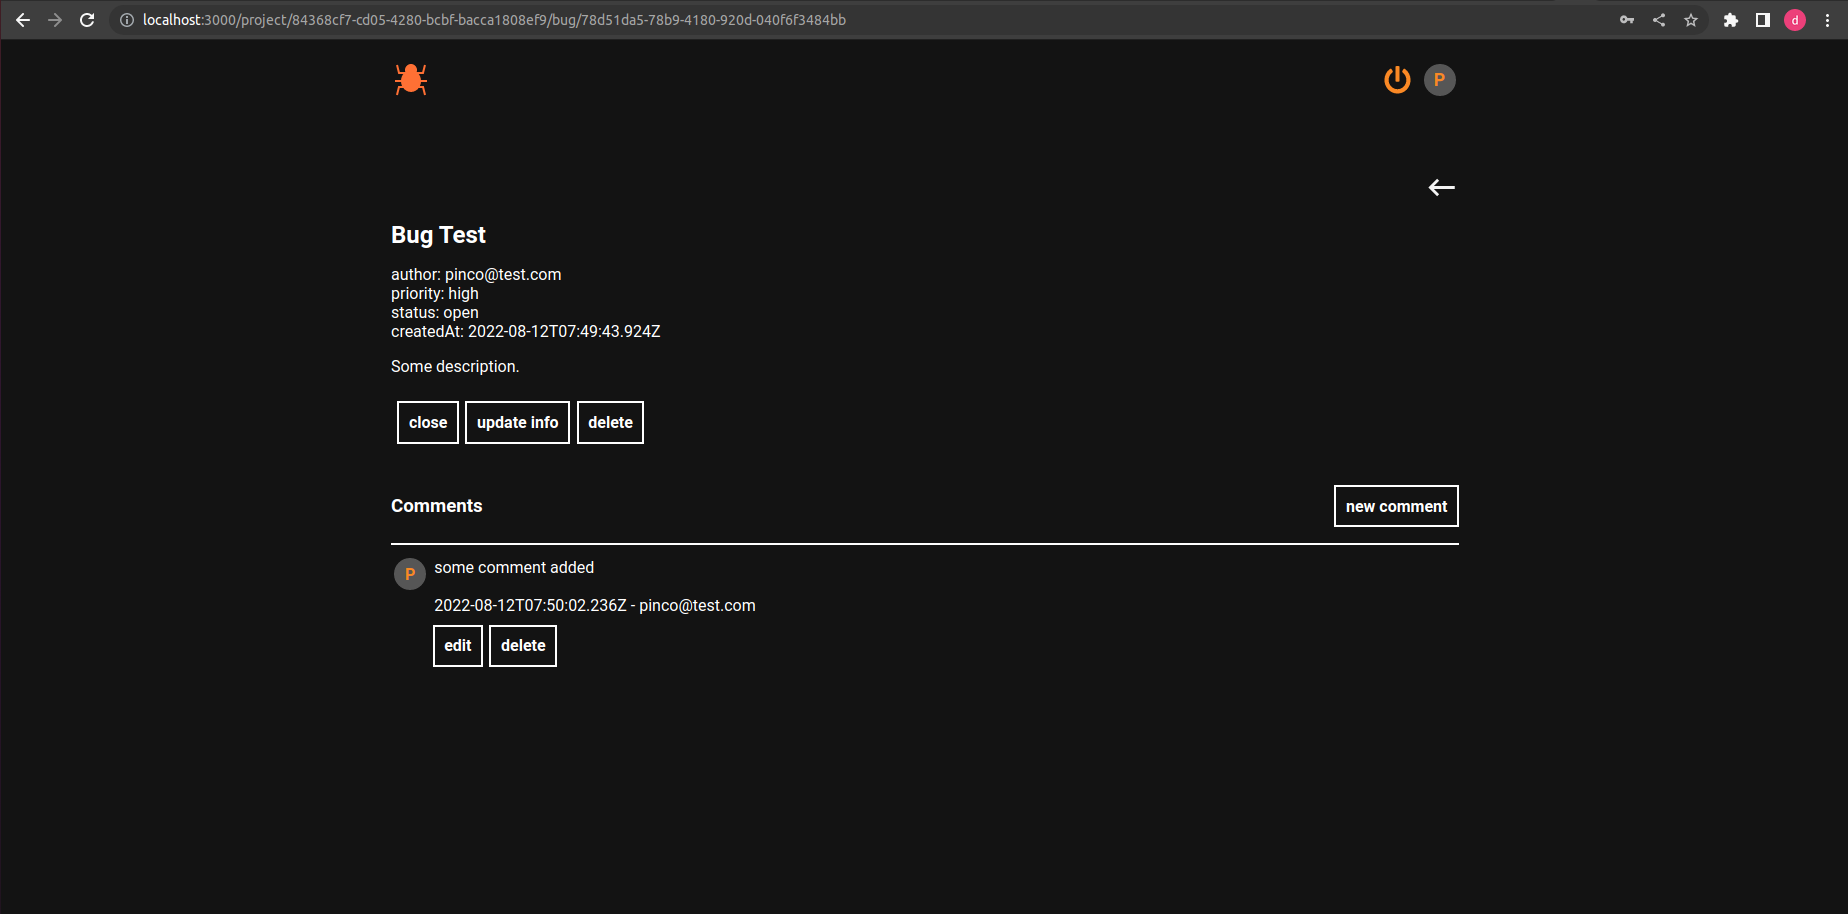 localhost:3000/project/84368cf7-cd05-4280-bcbf-bacca1808ef9/bug/78d51da5-78b9-4180-920d-040f6f3484bb
d
P
Bug Test
author: pinco@test.com
priority: high
status: open
createdAt: 2022-08-12T07:49:43.924Z
Some description.
close update info delete
Comments new comment
P some comment added
2022-08-12T07:50:02.236Z - pinco@test.com
edit delete